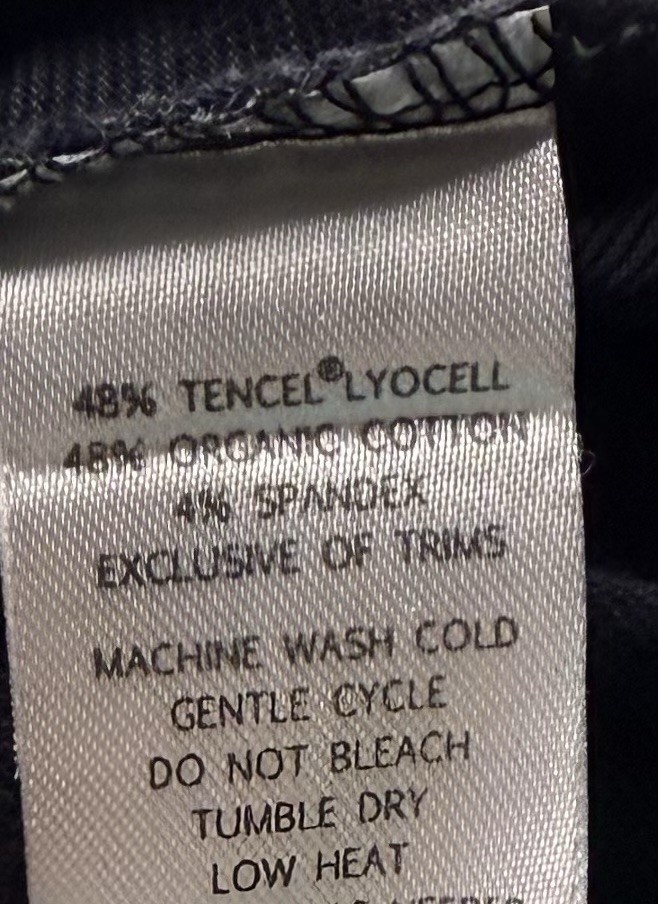 48% TENCEL®LYOCELL
48% ORGANIC COTTON
4% SPANDEX
EXCLUSIVE OF TRIMS
MACHINE WASH COLD
GENTLE CYCLE
DO NOT BLEACH
TUMBLE DRY
LOW HEAT